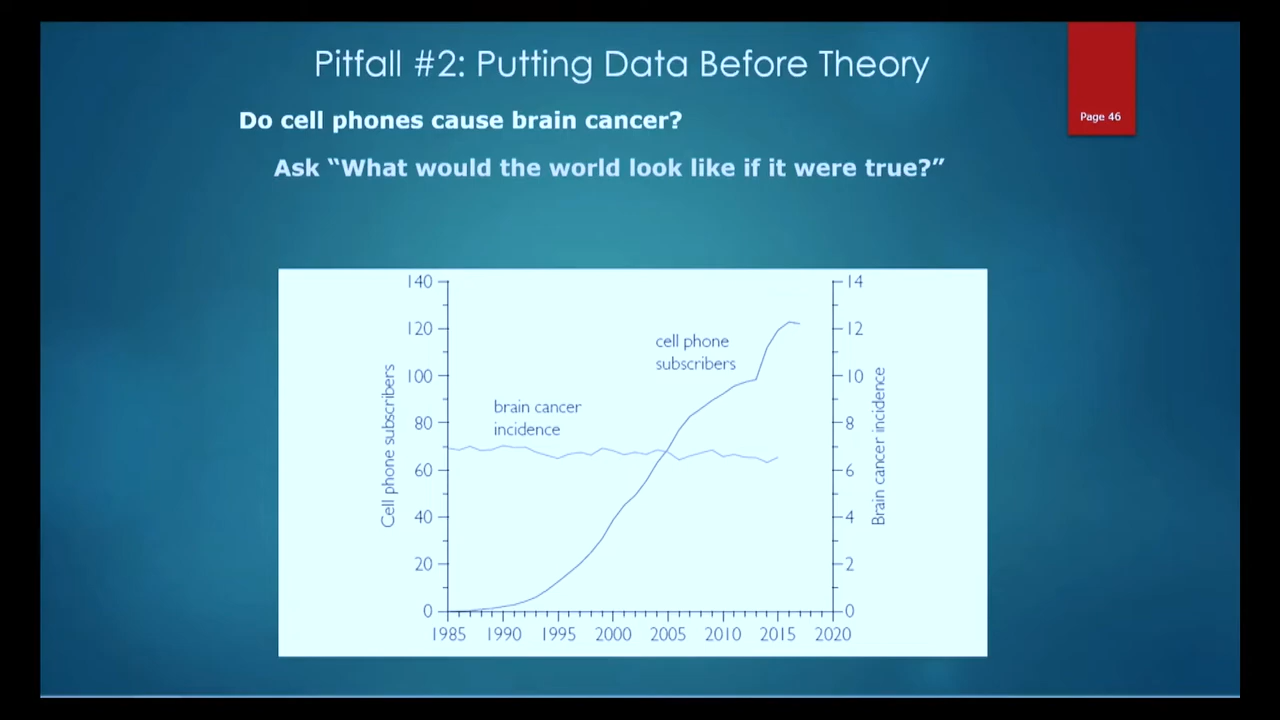 Pitfall #2: Putting Data Before Theory
Page 46
Do cell phones cause brain cancer?
Ask “What would the world look like if it were true?”
140
120
100
80
60
40
20
0
Cell phone subscribers
brain cancer
incidence
cell phone
subscribers
14
12
10
8
6
4
2
0
Brain cancer incidence
1985 1990 1995 2000 2005 2010 2015 2020